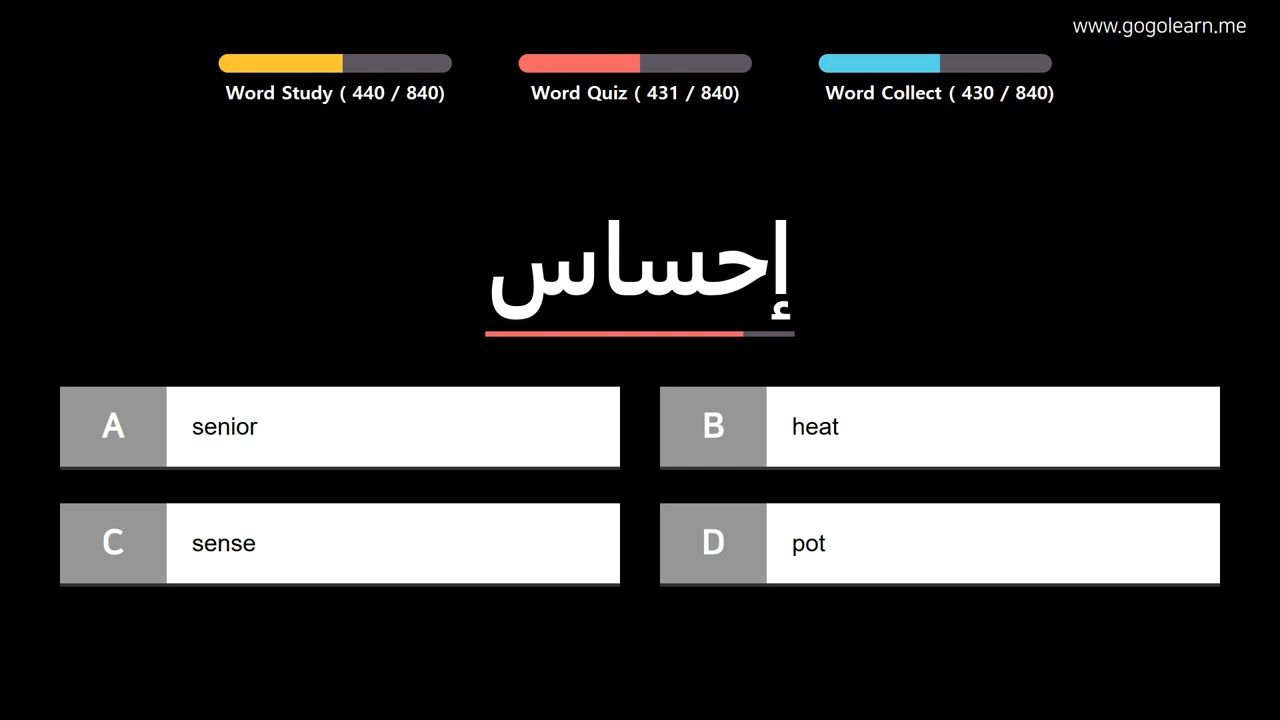 www.gogolearn.me
Word Study ( 440 / 840)
Word Quiz ( 431 / 840)
Word Collect ( 430 / 840)
إحساس
A senior
B heat
C sense
D pot